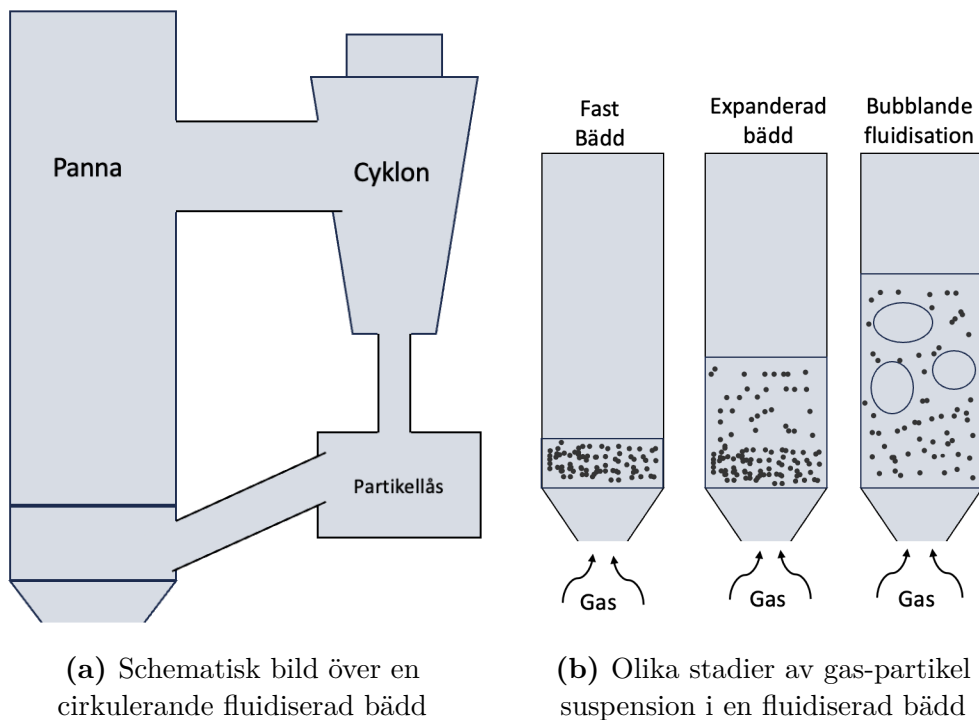 Panna
Cyklon
Partikellås
Fast
Bädd
Expanderad
bädd
Bubblande
fluidisation
Gas
Gas
Gas
(a) Schematisk bild över en
cirkulerande fluidiserad bädd
(b) Olika stadier av gas-partikel
suspension i en fluidiserad bädd